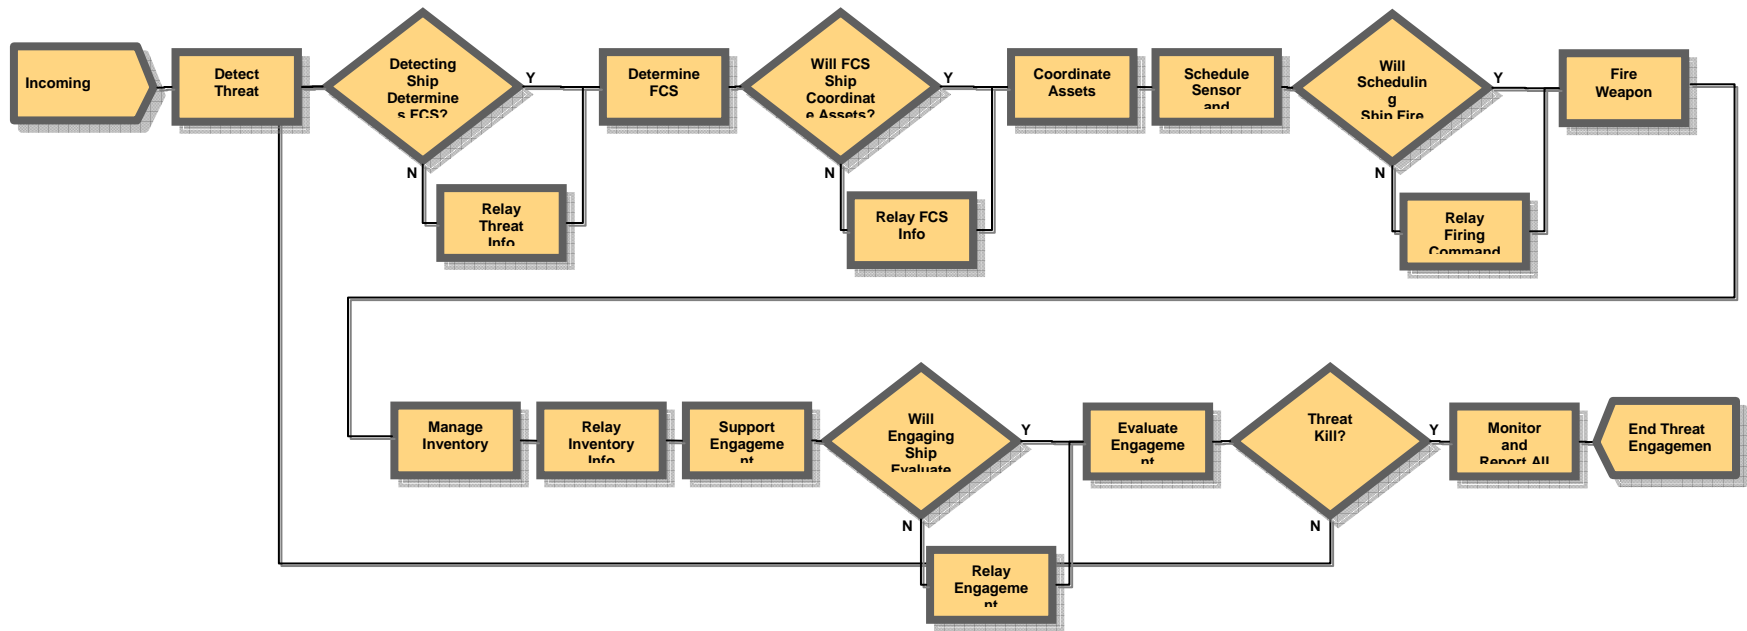 Incoming
Detect
Threat
Detecting
Ship
Determine
s FCS?
Y
N
Relay
Threat
Info
Determine
FCS
Will FCS
Ship
Coordinat
e Assets?
Y
N
Relay FCS
Info
Coordinate
Assets
Schedule
Sensor
and
Will
Schedulin
g
Ship Fire
Y
N
Relay
Firing
Command
Fire
Weapon
Manage
Inventory
Relay
Inventory
Info
Support
Engageme
nt
Will
Engaging
Ship
Evaluate
Y
N
Relay
Engageme
nt
Evaluate
Engageme
nt
Threat
Kill?
Y
N
Monitor
and
Report All
End Threat
Engagemen